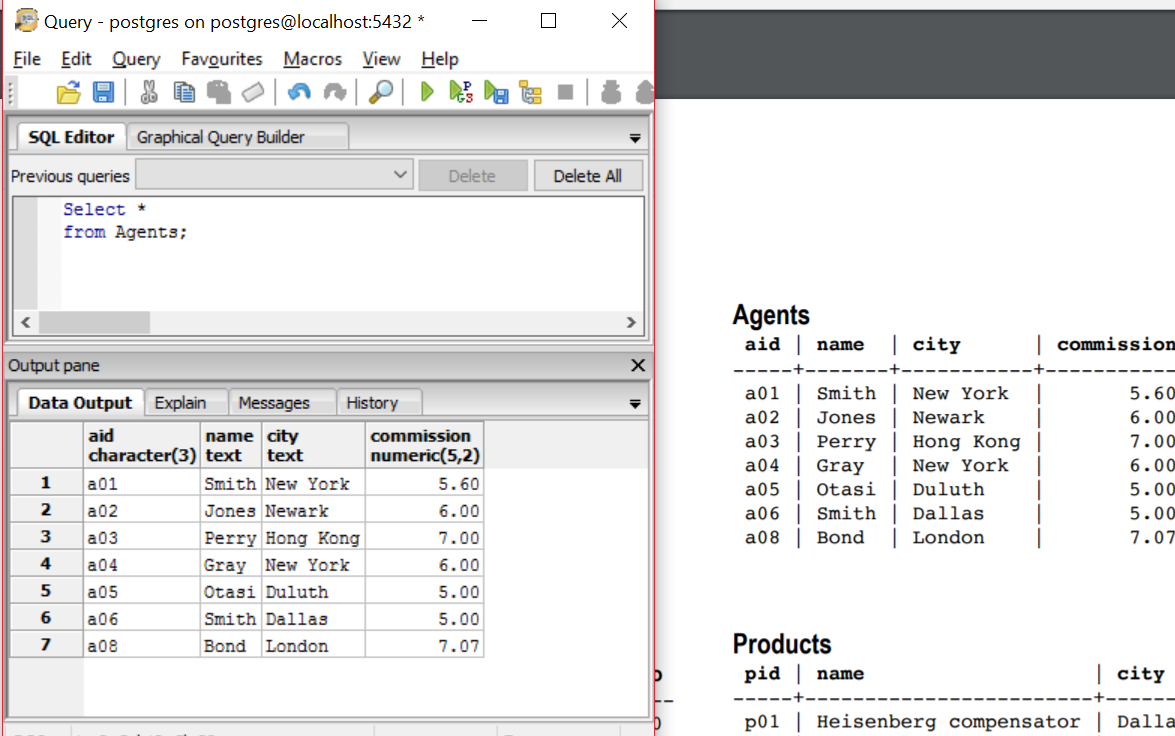 Query - postgres on postgres@localhost:5432 *
File Edit Query Favourites Macros View Help
SQL Editor Graphical Query Builder
Previous queries Delete Delete All
Select *
from Agents;
Output pane
Data Output Explain Messages History
aid name city commission
character(3) text text numeric(5,2)
1 a01 Smith New York 5.60
2 a02 Jones Newark 6.00
3 a03 Perry Hong Kong 7.00
4 a04 Gray New York 6.00
5 a05 Otasi Duluth 5.00
6 a06 Smith Dallas 5.00
7 a08 Bond London 7.07
Agents
aid | name | city | commission
-----+-------+-----------+-----------
a01 | Smith | New York | 5.60
a02 | Jones | Newark | 6.00
a03 | Perry | Hong Kong | 7.00
a04 | Gray | New York | 6.00
a05 | Otasi | Duluth | 5.00
a06 | Smith | Dallas | 5.00
a08 | Bond | London | 7.07
Products
pid | name | city
-----+------------------------+------
p01 | Heisenberg compensator | Dalla